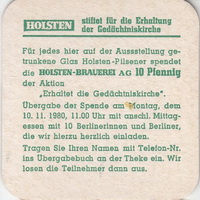 HOLSTEN stiftet für die Erhaltung
der Gedächtniskirche
Für jedes hier auf der Ausstellung ge-
trunkene Glas Holsten-Pilsener spendet
die HOLSTEN-BRAUEREI AG 10 Pfennig
der Aktion
„Erhaltet die Gedächtniskirche".
Übergabe der Spende am Montag, dem
10. 11. 1980, 11.00 Uhr mit anschl. Mittag-
essen mit 10 Berlinerinnen und Berliner,
die wir hierzu herzlich einladen.
Tragen Sie Ihren Namen mit Telefon-Nr.
ins Übergabebuch an der Theke ein. Wir
losen die Teilnehmer dann aus.